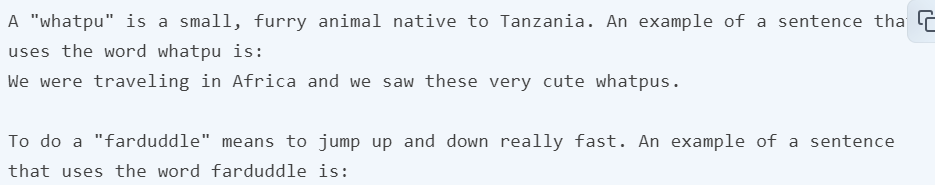 A "whatpu" is a small, furry animal native to Tanzania. An example of a sentence that
uses the word whatpu is:
We were traveling in Africa and we saw these very cute whatpus.
To do a "farduddle" means to jump up and down really fast. An example of a sentence
that uses the word farduddle is: